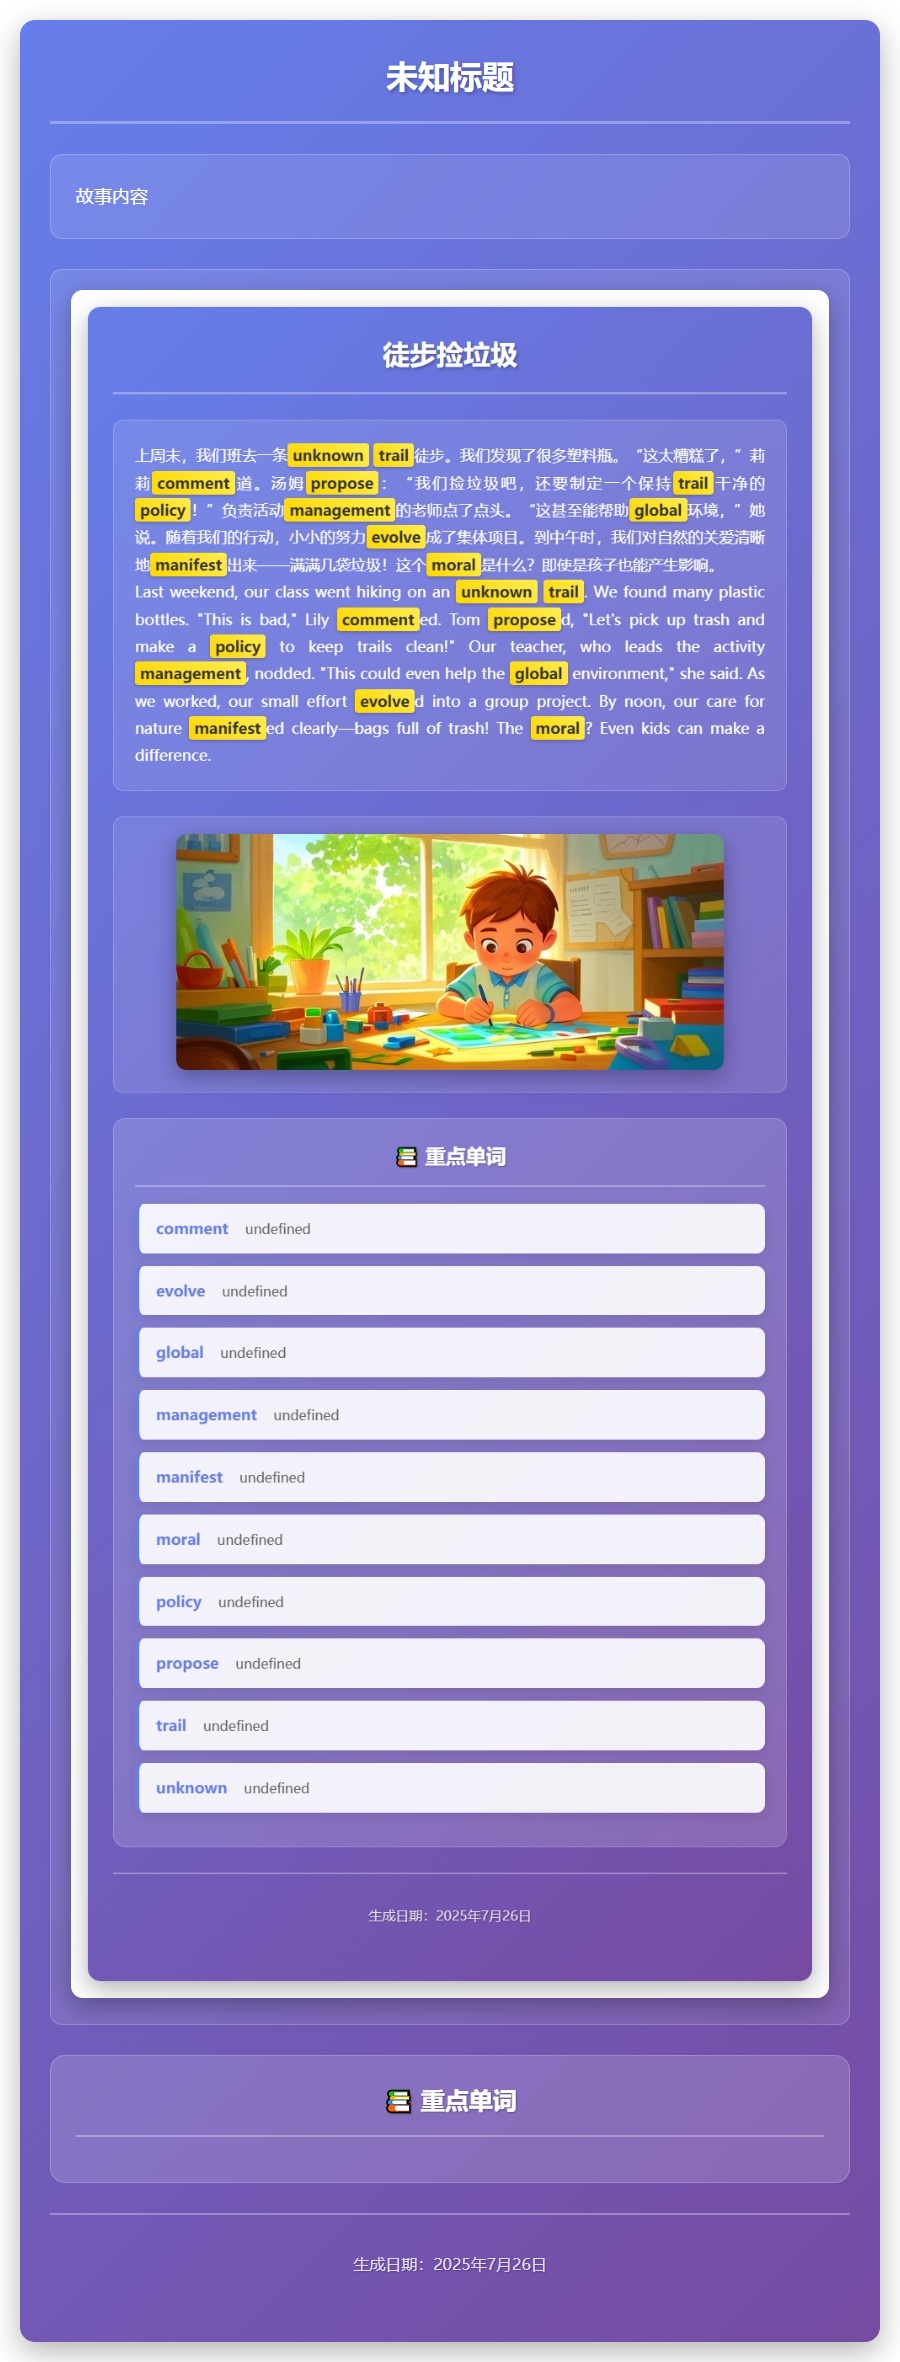 未知标题
故事内容
徒步捡垃圾
上周末，我们班去一条unknown trail徒步。我们发现了很多塑料瓶。“这太糟糕了，”莉
莉comment道。汤姆propose：“我们捡垃圾吧，还要制定一个保持trail干净的
policy！”负责活动management的老师点了点头。“这甚至能帮助global环境，”她
说。随着我们的行动，小小的努力evolve成了集体项目。到中午时，我们对自然的关爱清晰
地manifest出来——满满几袋垃圾！这个moral是什么？即使是孩子也能产生影响。
Last weekend, our class went hiking on an unknown trail. We found many plastic
bottles. "This is bad," Lily commented. Tom proposed, "Let's pick up trash and
make a policy to keep trails clean!" Our teacher, who leads the activity
management, nodded. "This could even help the global environment," she said. As
we worked, our small effort evolved into a group project. By noon, our care for
nature manifested clearly—bags full of trash! The moral? Even kids can make a
difference.
📚 重点单词
comment undefined
evolve undefined
global undefined
management undefined
manifest undefined
moral undefined
policy undefined
propose undefined
trail undefined
unknown undefined
生成日期：2025年7月26日
📚 重点单词
生成日期：2025年7月26日